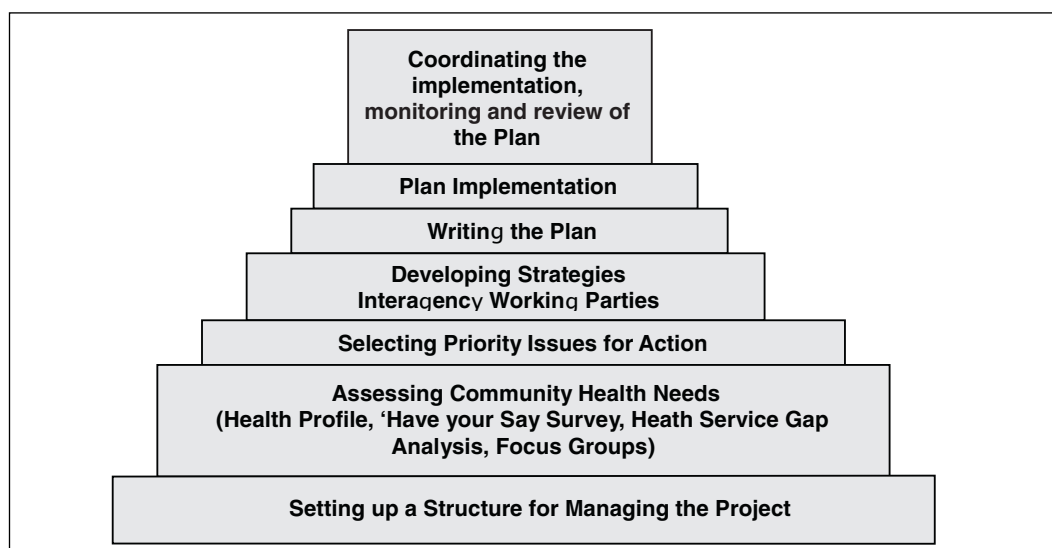 Coordinating the
implementation,
monitoring and review of
the Plan
Plan Implementation
Writing the Plan
Developing Strategies
Interagency Working Parties
Selecting Priority Issues for Action
Assessing Community Health Needs
(Health Profile, ‘Have your Say Survey, Heath Service Gap
Analysis, Focus Groups)
Setting up a Structure for Managing the Project